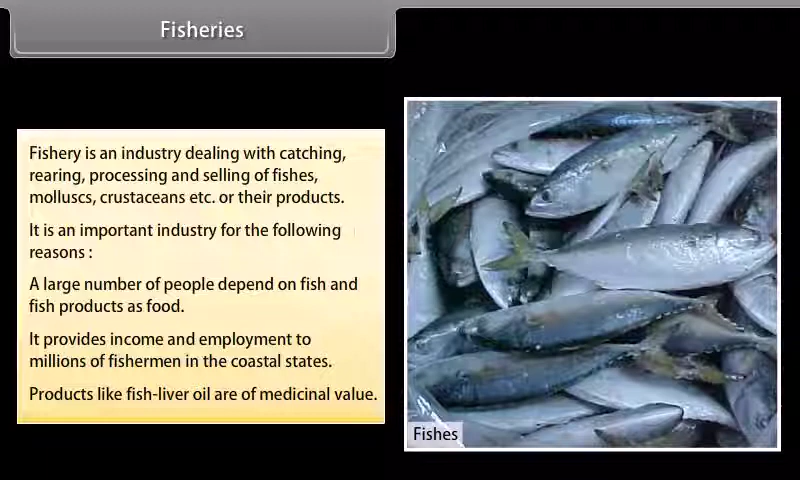 Fisheries
Fishery is an industry dealing with catching,
rearing, processing and selling of fishes,
molluscs, crustaceans etc. or their products.
It is an important industry for the following
reasons :
A large number of people depend on fish and
fish products as food.
It provides income and employment to
millions of fishermen in the coastal states.
Products like fish-liver oil are of medicinal value.
Fishes